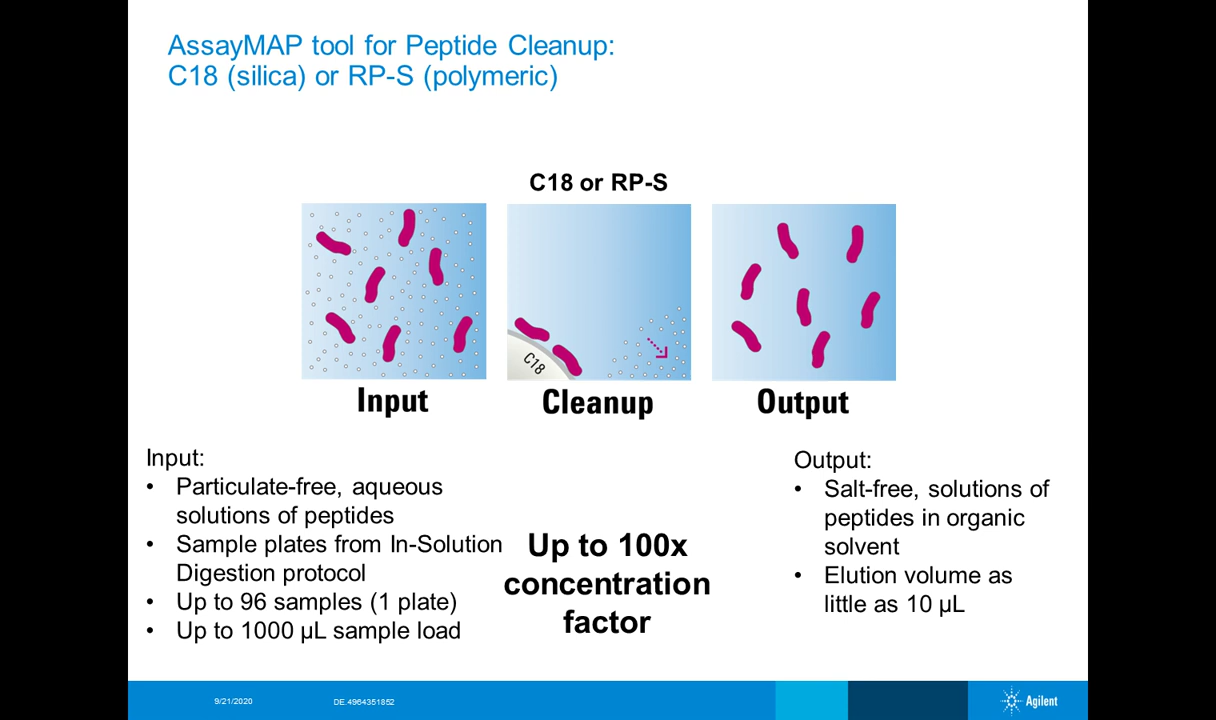 AssayMAP tool for Peptide Cleanup:
C18 (silica) or RP-S (polymeric)
C18 or RP-S
C18
Input
Cleanup
Output
Input:
• Particulate-free, aqueous
solutions of peptides
• Sample plates from In-Solution
Digestion protocol
• Up to 96 samples (1 plate)
• Up to 1000 µL sample load
Up to 100x
concentration
factor
Output:
• Salt-free, solutions of
peptides in organic
solvent
• Elution volume as
little as 10 µL
9/21/2020
DE.4964351852
Agilent